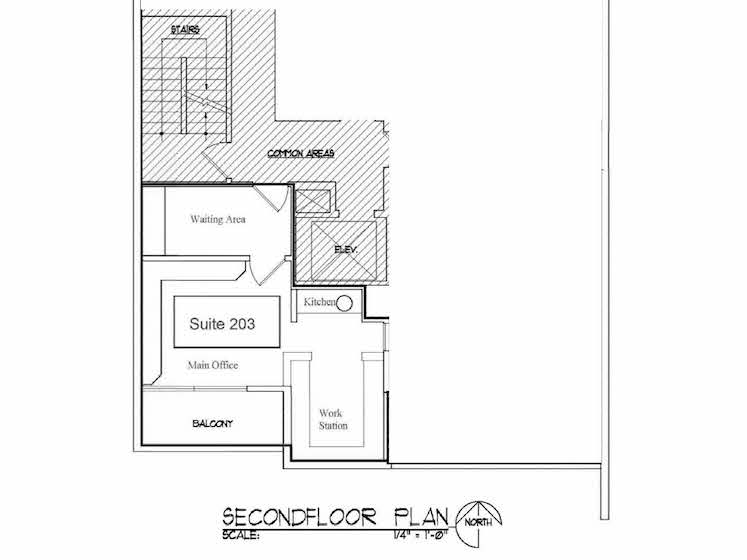 STAIRS
COMMON AREAS
Waiting Area
ELEV.
Kitchen
Suite 203
Main Office
BALCONY
Work
Station
SECONDFLOOR PLAN
NORTH
SCALE: 1/4" = 1'-0"